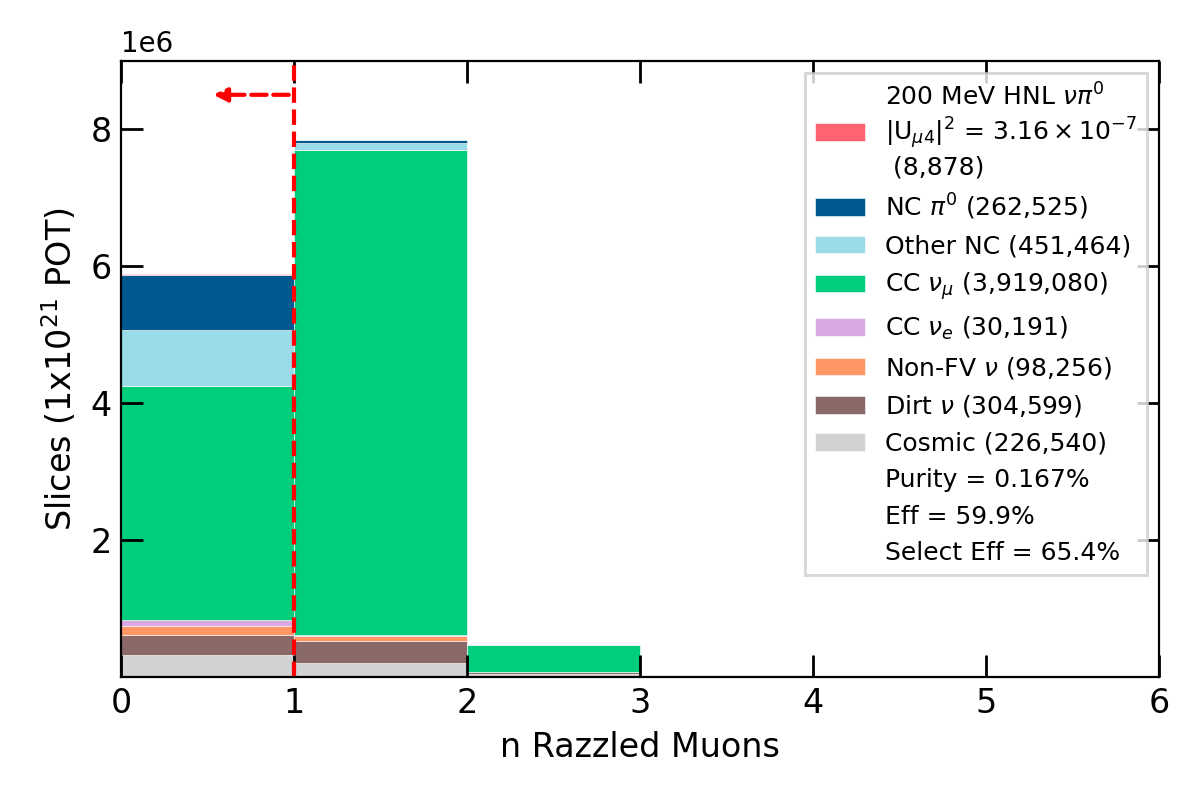 1e6
8
6
4
2
0 1 2 3 4 5 6
Slices (1x10²¹ POT)
n Razzled Muons
200 MeV HNL νπ⁰
|U_{μ4}|² = 3.16 × 10⁻⁷
(8,878)
NC π⁰ (262,525)
Other NC (451,464)
CC ν_μ (3,919,080)
CC ν_e (30,191)
Non-FV ν (98,256)
Dirt ν (304,599)
Cosmic (226,540)
Purity = 0.167%
Eff = 59.9%
Select Eff = 65.4%